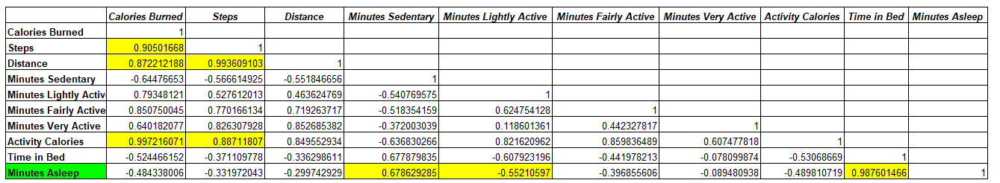 Calories Burned Steps Distance Minutes Sedentary Minutes Lightly Active Minutes Fairly Active Minutes Very Active Activity Calories Time in Bed Minutes Asleep
Calories Burned 1
Steps 0.90501668 1
Distance 0.872212188 0.993609103 1
Minutes Sedentary -0.64476653 -0.566614925 -0.551846656 1
Minutes Lightly Activ 0.79348121 0.527612013 0.463624769 -0.540769575 1
Minutes Fairly Active 0.850750045 0.770166134 0.719263717 -0.518354159 0.624754128 1
Minutes Very Active 0.640182077 0.826307928 0.852685382 -0.372003039 0.118601361 0.442327817 1
Activity Calories 0.997216071 0.88711807 0.849552934 -0.636830266 0.821620962 0.859836489 0.607477818 1
Time in Bed -0.524466152 -0.371109778 -0.336298611 0.677879835 -0.607923196 -0.441978213 -0.078099874 -0.53068669 1
Minutes Asleep -0.484338006 -0.331972043 -0.299742929 0.678629285 -0.55210597 -0.396855606 -0.089480938 -0.489810719 0.987601466 1